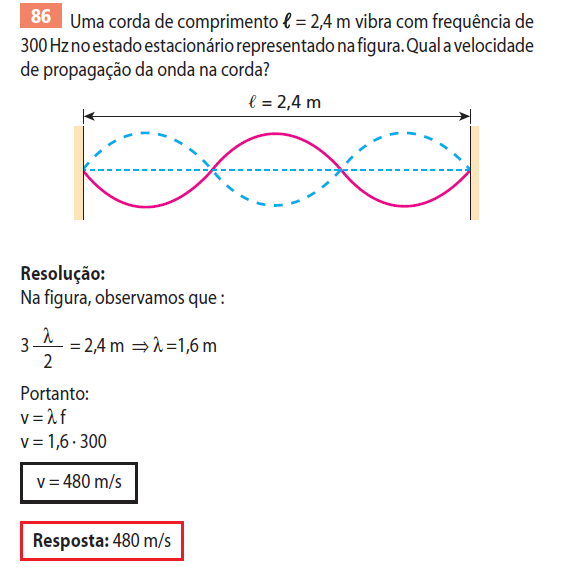 86 Uma corda de comprimento ℓ = 2,4 m vibra com frequência de
300 Hz no estado estacionário representado na figura. Qual a velocidade
de propagação da onda na corda?
ℓ = 2,4 m
Resolução:
Na figura, observamos que :
3 λ/2 = 2,4 m ⇒ λ =1,6 m
Portanto:
v = λ f
v = 1,6 · 300
v = 480 m/s
Resposta: 480 m/s